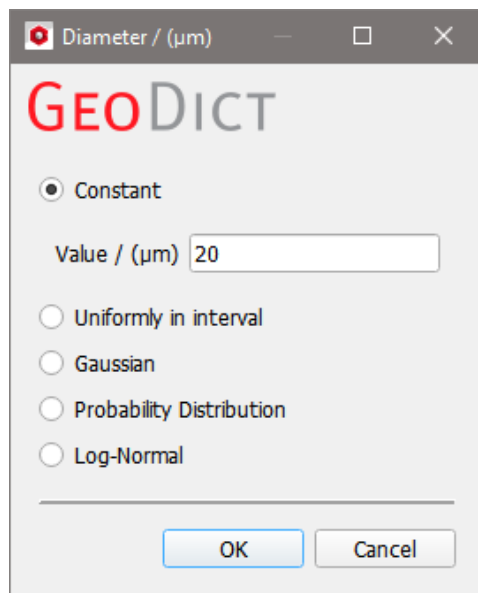 Diameter / (µm)
GEODICT
Constant
Value / (µm) 20
Uniformly in interval
Gaussian
Probability Distribution
Log-Normal
OK Cancel